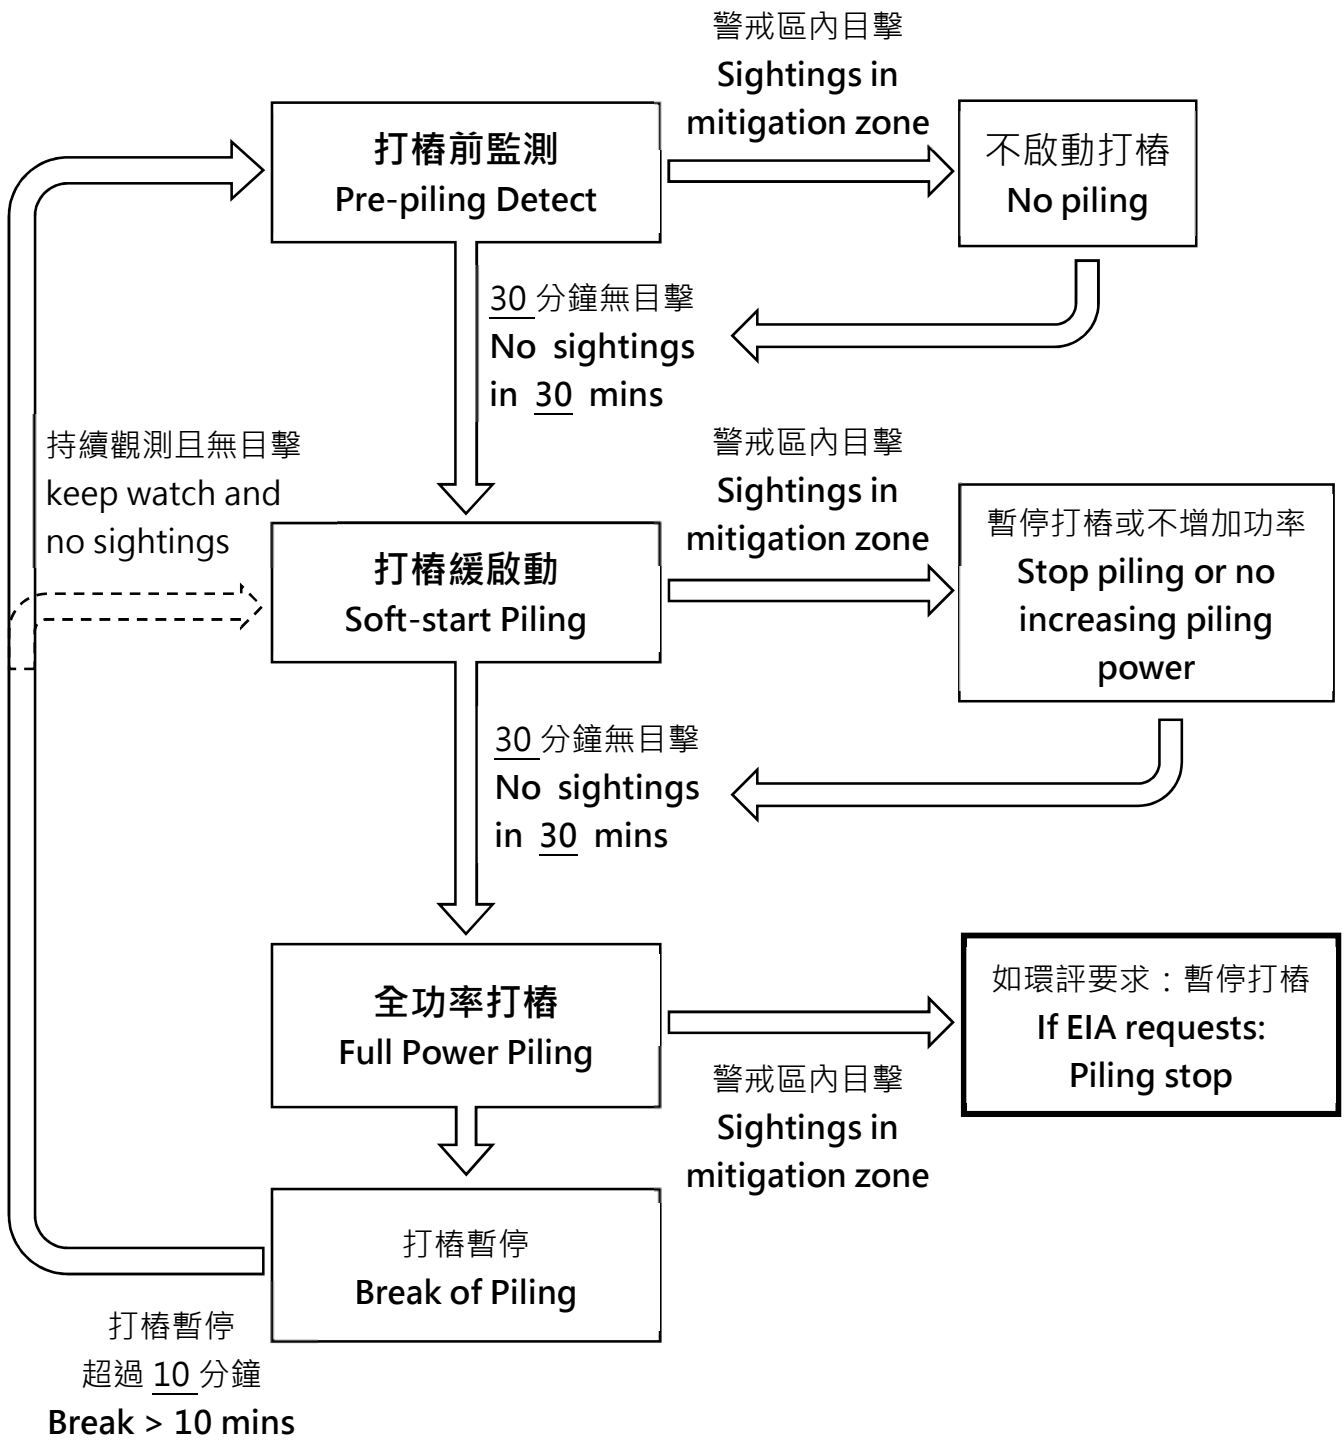 警戒區內目擊
Sightings in
mitigation zone
打樁前監測
Pre-piling Detect
不啟動打樁
No piling
30 分鐘無目擊
No sightings
in 30 mins
持續觀測且無目擊
keep watch and
no sightings
警戒區內目擊
Sightings in
mitigation zone
打樁緩啟動
Soft-start Piling
暫停打樁或不增加功率
Stop piling or no
increasing piling
power
30 分鐘無目擊
No sightings
in 30 mins
全功率打樁
Full Power Piling
如環評要求：暫停打樁
If EIA requests:
Piling stop
警戒區內目擊
Sightings in
mitigation zone
打樁暫停
Break of Piling
打樁暫停
超過 10 分鐘
Break > 10 mins